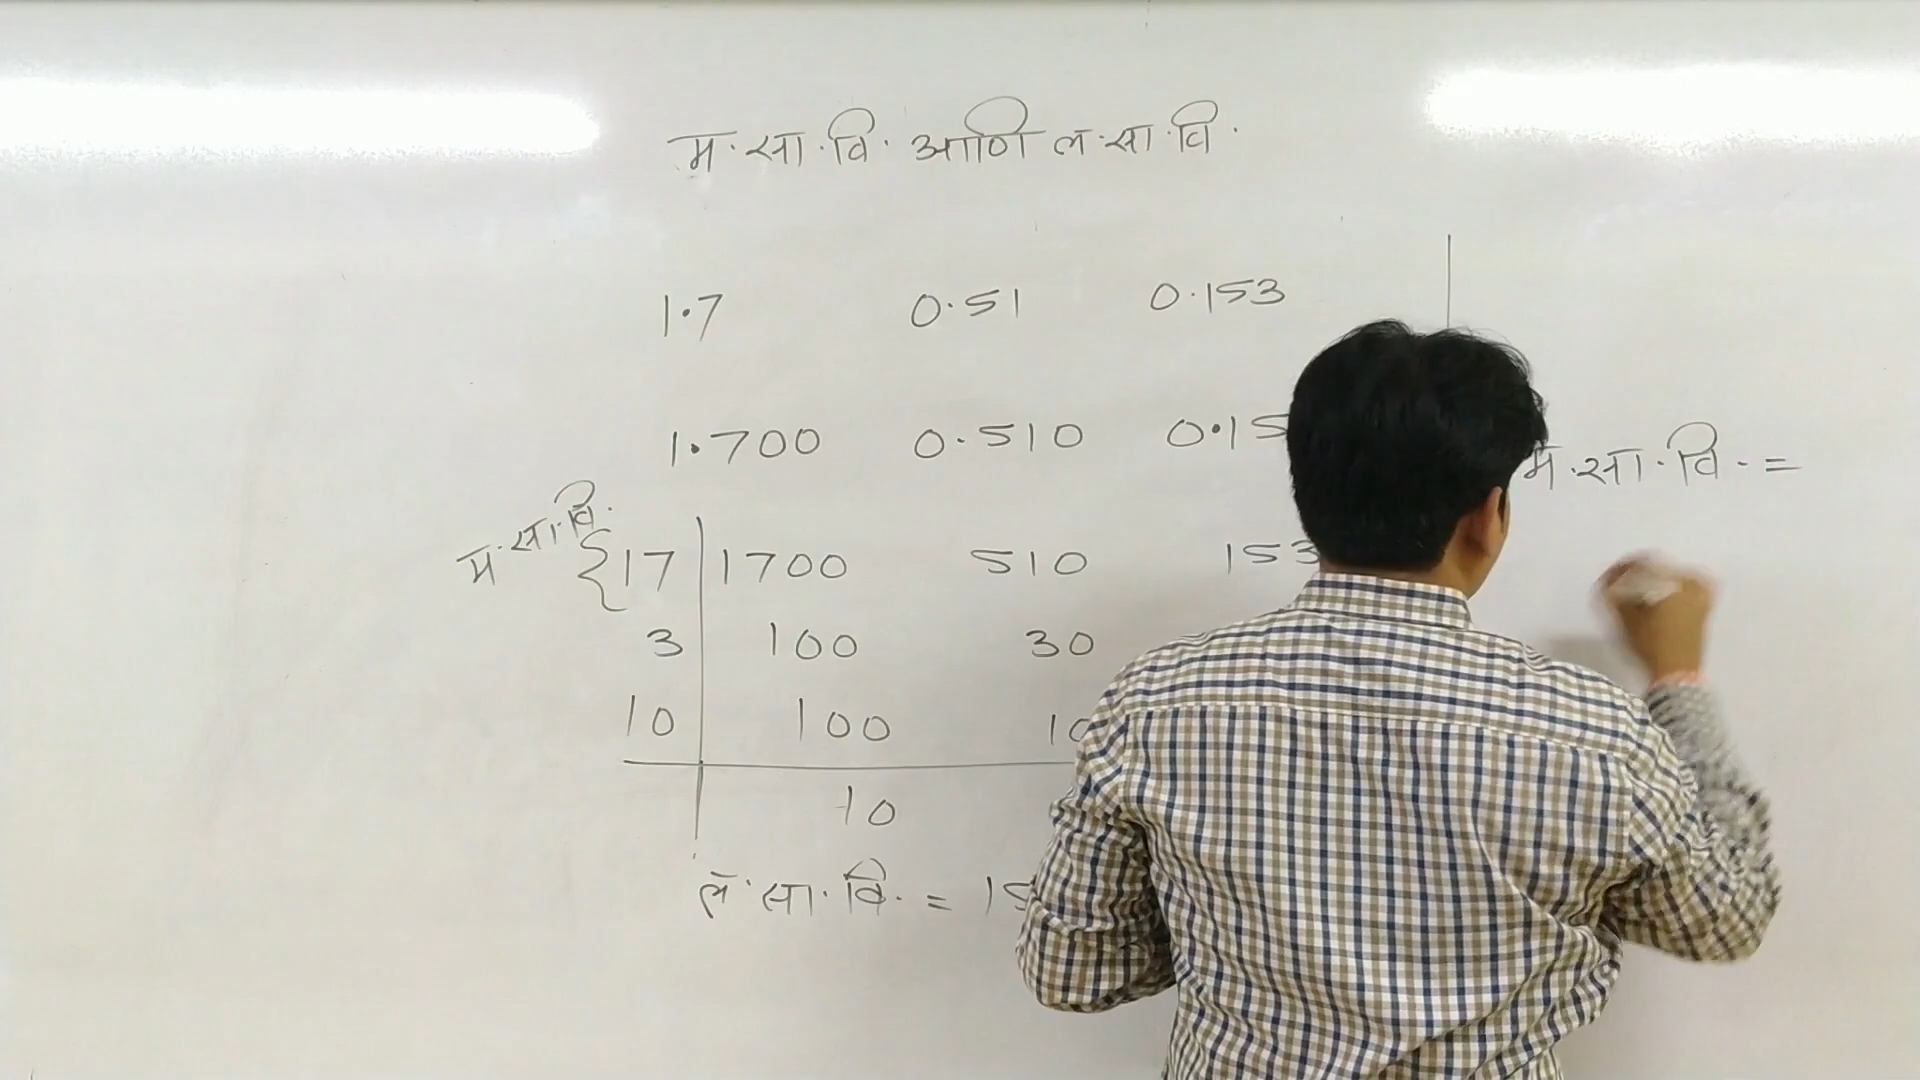 म.सा.वि. आणि ल.सा.वि.
1.7 0.51 0.153
1.700 0.510 0.15
म.सा.वि. = 
म.सा.वि. { 17 1700 510 153
3 100 30
10 100 10
10
ल.सा.वि. = 15